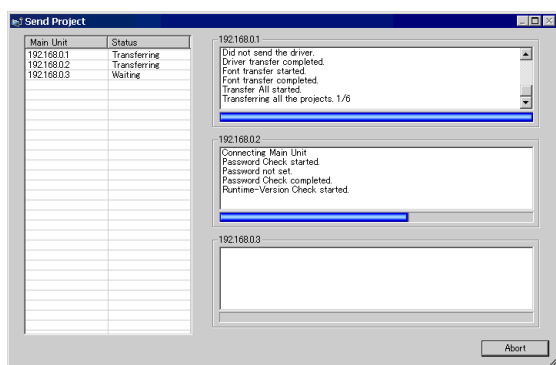 Send Project
Main Unit Status
192.168.0.1 Transferring
192.168.0.2 Transferring
192.168.0.3 Waiting
192.168.0.1
Did not send the driver.
Driver transfer completed.
Font transfer started.
Font transfer completed.
Transfer All started.
Transferring all the projects. 1/6
192.168.0.2
Connecting Main Unit
Password Check started.
Password not set.
Password Check completed.
Runtime-Version Check started.
192.168.0.3
Abort